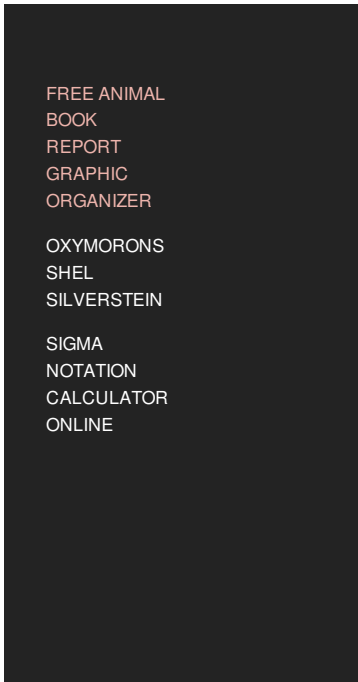 FREE ANIMAL
BOOK
REPORT
GRAPHIC
ORGANIZER
OXYMORONS
SHEL
SILVERSTEIN
SIGMA
NOTATION
CALCULATOR
ONLINE